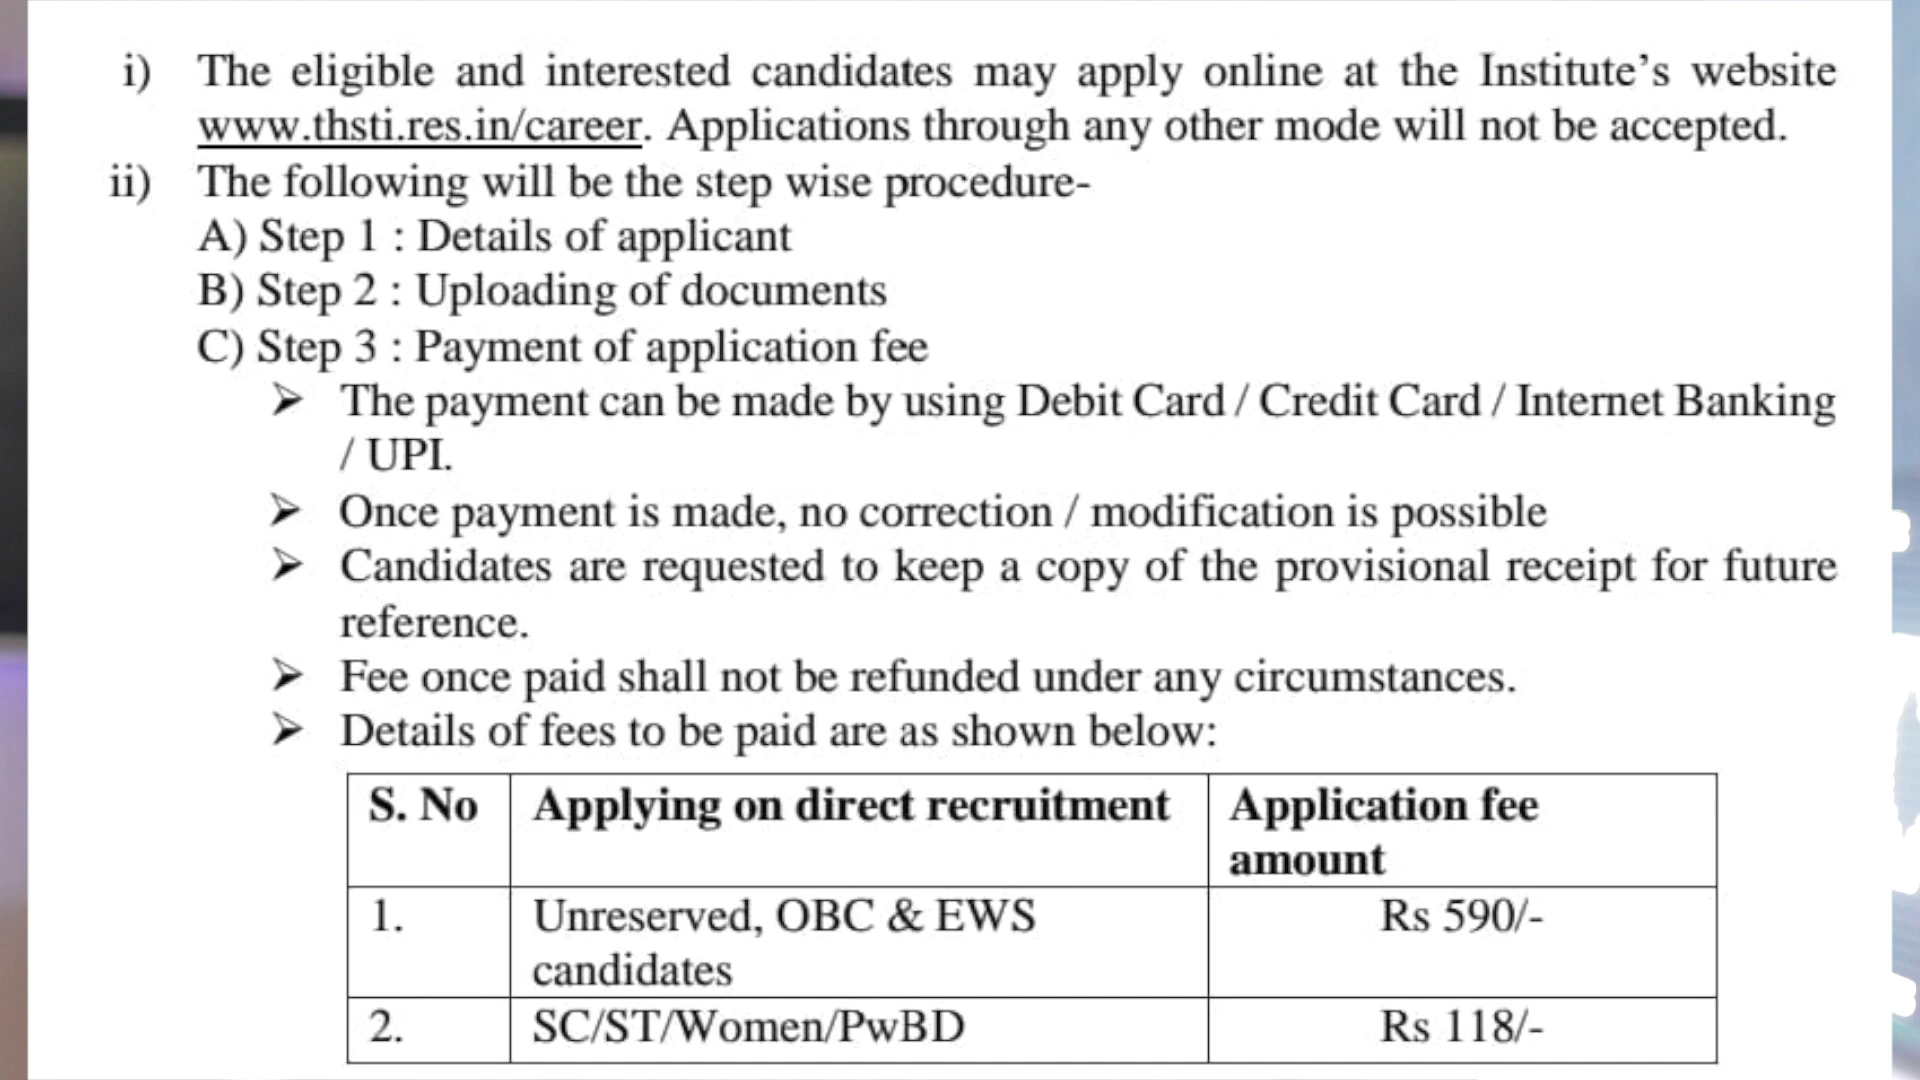 i) The eligible and interested candidates may apply online at the Institute's website
www.thsti.res.in/career. Applications through any other mode will not be accepted.
ii) The following will be the step wise procedure-
A) Step 1 : Details of applicant
B) Step 2 : Uploading of documents
C) Step 3 : Payment of application fee
➢ The payment can be made by using Debit Card / Credit Card / Internet Banking
/ UPI.
➢ Once payment is made, no correction / modification is possible
➢ Candidates are requested to keep a copy of the provisional receipt for future
reference.
➢ Fee once paid shall not be refunded under any circumstances.
➢ Details of fees to be paid are as shown below:
S. No Applying on direct recruitment Application fee
amount
1. Unreserved, OBC & EWS Rs 590/-
candidates
2. SC/ST/Women/PwBD Rs 118/-